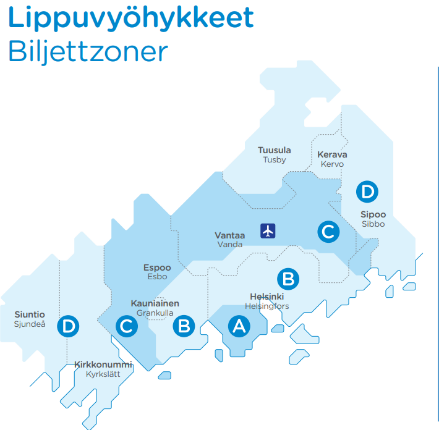 Lippuvyöhykkeet
Biljettzoner
Tuusula
Tusby
Kerava
Kervo
D
Sipoo
Sibbo
C
Vantaa
Vanda
Espoo
Esbo
B
Helsinki
Helsingfors
Kauniainen
Grankulla
Siuntio
Sjundeå
D
C
B
A
Kirkkonummi
Kyrkslätt